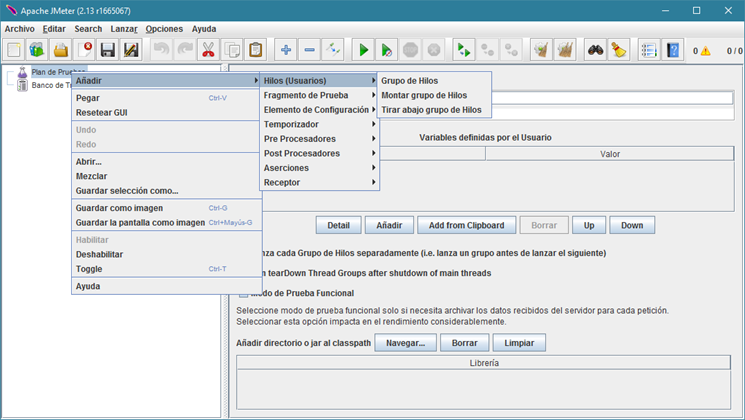 Apache JMeter (2.13 r1665067)
Archivo Editar Search Lanzar Opciones Ayuda
0 0 / 0
Plan de Pruebas
Banco de Tr
Añadir
Pegar Ctrl-V
Resetear GUI
Undo
Redo
Abrir...
Mezclar
Guardar selección como...
Guardar como imagen Ctrl-G
Guardar la pantalla como imagen Ctrl+Mayús-G
Habilitar
Deshabilitar
Toggle Ctrl-T
Ayuda
Hilos (Usuarios)
Fragmento de Prueba
Elemento de Configuración
Temporizador
Pre Procesadores
Post Procesadores
Aserciones
Receptor
Grupo de Hilos
Montar grupo de Hilos
Tirar abajo grupo de Hilos
Variables definidas por el Usuario
Valor
Detail Añadir Add from Clipboard Borrar Up Down
nza cada Grupo de Hilos separadamente (i.e. lanza un grupo antes de lanzar el siguiente)
n tearDown Thread Groups after shutdown of main threads
Modo de Prueba Funcional
Seleccione modo de prueba funcional solo si necesita archivar los datos recibidos del servidor para cada petición.
Seleccionar esta opción impacta en el rendimiento considerablemente.
Añadir directorio o jar al classpath Navegar... Borrar Limpiar
Librería